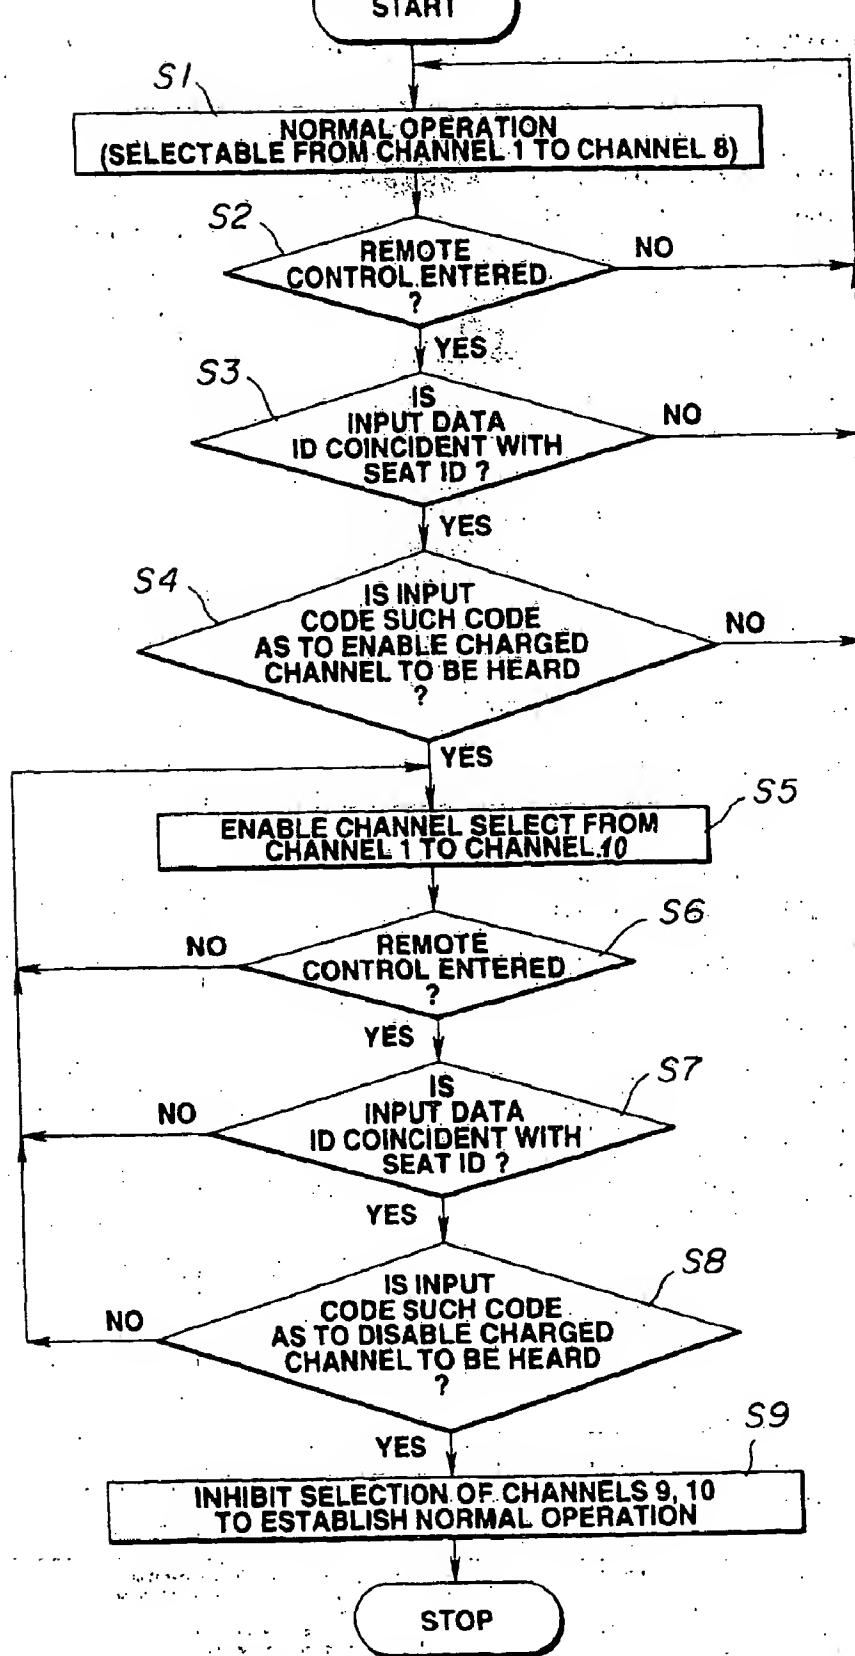 START
S1
NORMAL OPERATION
(SELECTABLE FROM CHANNEL 1 TO CHANNEL 8)
S2
REMOTE
CONTROL ENTERED
?
NO
YES
S3
IS
INPUT DATA
ID COINCIDENT WITH
SEAT ID ?
NO
YES
S4
IS INPUT
CODE SUCH CODE
AS TO ENABLE CHARGED
CHANNEL TO BE HEARD
?
NO
YES
S5
ENABLE CHANNEL SELECT FROM
CHANNEL 1 TO CHANNEL 10
S6
REMOTE
CONTROL ENTERED
?
NO
YES
S7
IS
INPUT DATA
ID COINCIDENT WITH
SEAT ID ?
NO
YES
S8
IS INPUT
CODE SUCH CODE
AS TO DISABLE CHARGED
CHANNEL TO BE HEARD
?
NO
YES
S9
INHIBIT SELECTION OF CHANNELS 9, 10
TO ESTABLISH NORMAL OPERATION
STOP